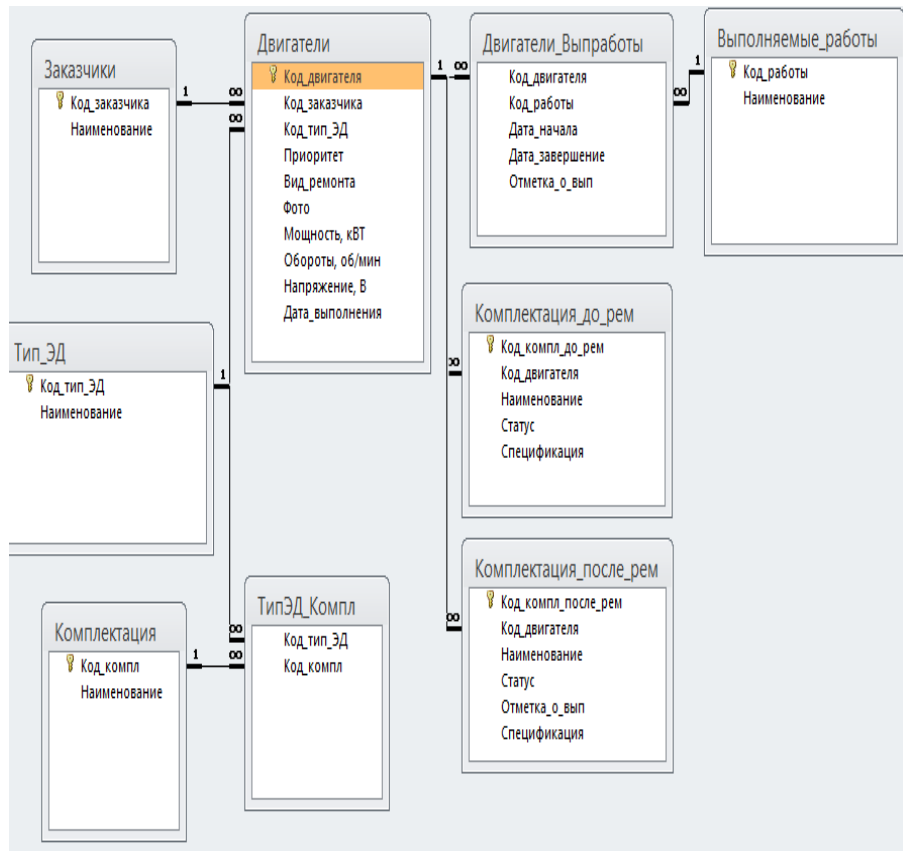 Заказчики
Код_заказчика
Наименование
Двигатели
Код_двигателя
Код_заказчика
Код_тип_ЭД
Приоритет
Вид_ремонта
Фото
Мощность, кВТ
Обороты, об/мин
Напряжение, В
Дата_выполнения
Двигатели_Выпработы
Код_двигателя
Код_работы
Дата_начала
Дата_завершение
Отметка_о_вып
Выполняемые_работы
Код_работы
Наименование
1
∞
∞
1
∞
1
∞
Тип_ЭД
Код_тип_ЭД
Наименование
1
Комплектация_до_рем
Код_компл_до_рем
Код_двигателя
Наименование
Статус
Спецификация
∞
Комплектация
Код_компл
Наименование
1
∞
∞
ТипЭД_Компл
Код_тип_ЭД
Код_компл
Комплектация_после_рем
Код_компл_после_рем
Код_двигателя
Наименование
Статус
Отметка_о_вып
Спецификация
∞